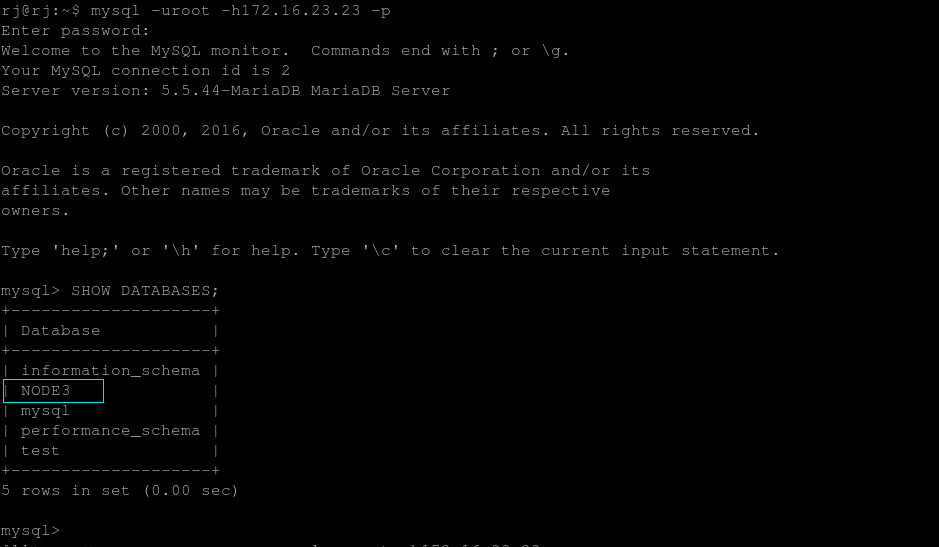 rj@rj:~$ mysql -uroot -h172.16.23.23 -p
Enter password:
Welcome to the MySQL monitor.  Commands end with ; or \g.
Your MySQL connection id is 2
Server version: 5.5.44-MariaDB MariaDB Server

Copyright (c) 2000, 2016, Oracle and/or its affiliates. All rights reserved.

Oracle is a registered trademark of Oracle Corporation and/or its
affiliates. Other names may be trademarks of their respective
owners.

Type 'help;' or '\h' for help. Type '\c' to clear the current input statement.

mysql> SHOW DATABASES;
+--------------------+
| Database           |
+--------------------+
| information_schema |
| NODE3              |
| mysql              |
| performance_schema |
| test               |
+--------------------+
5 rows in set (0.00 sec)

mysql>